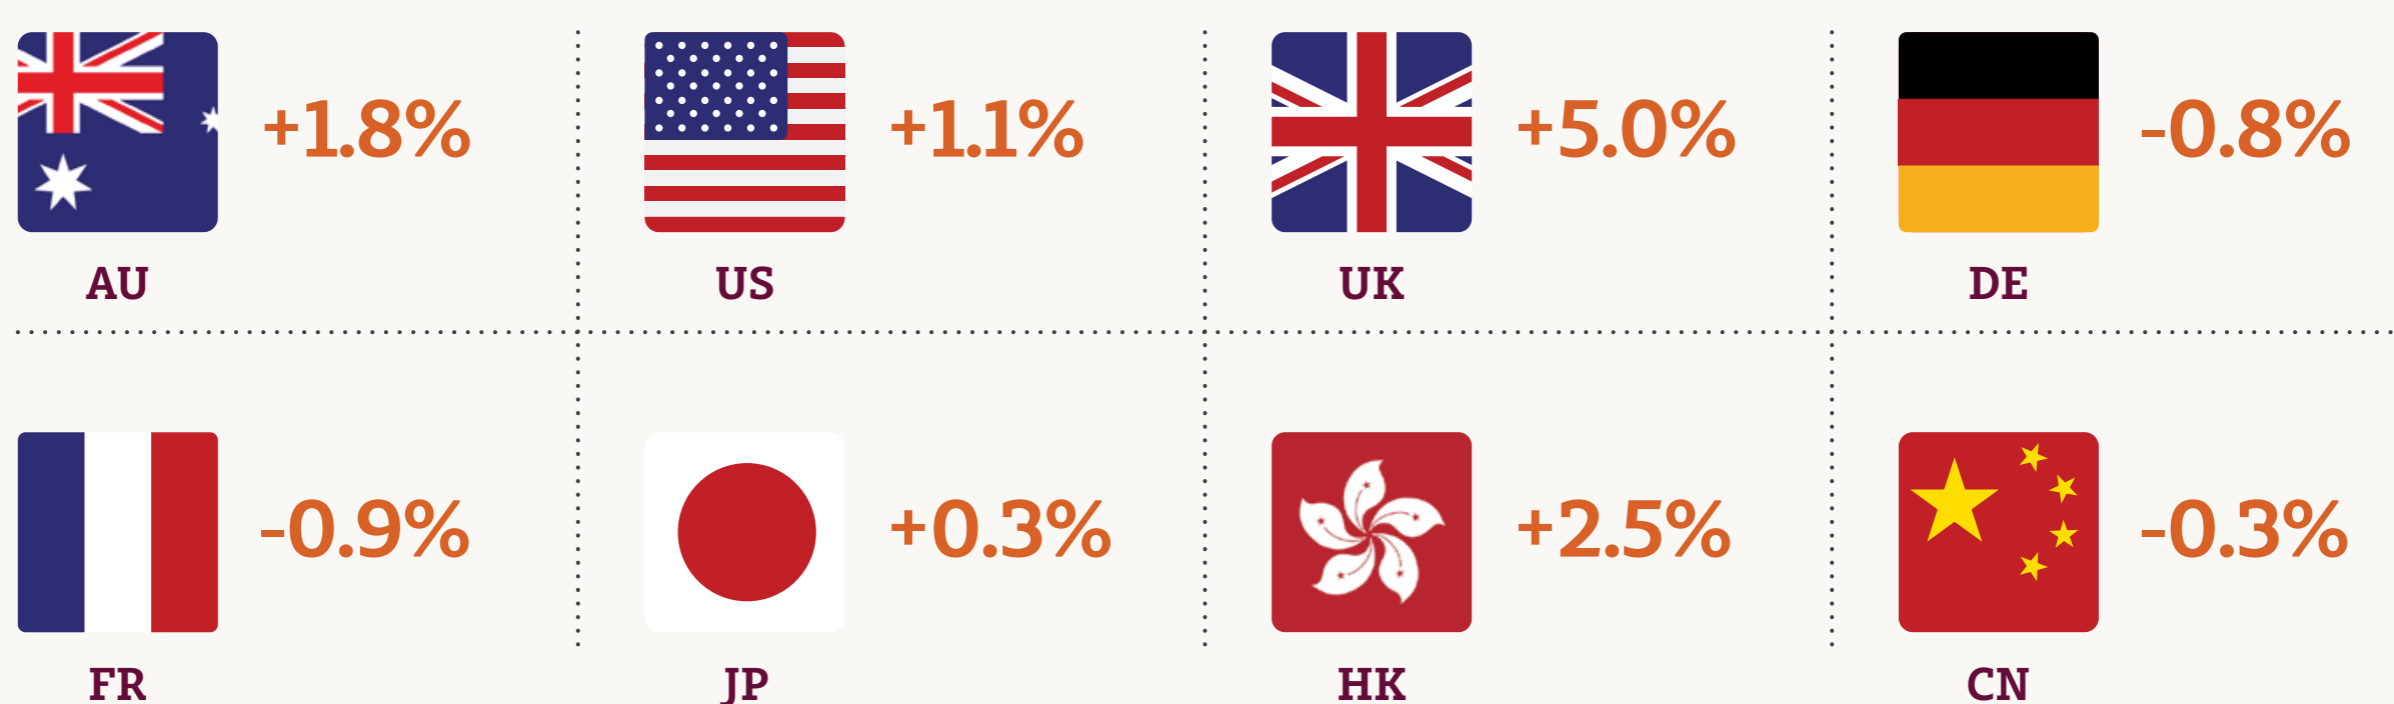 +1.8%
AU
+1.1%
US
+5.0%
UK
-0.8%
DE
-0.9%
FR
+0.3%
JP
+2.5%
HK
-0.3%
CN